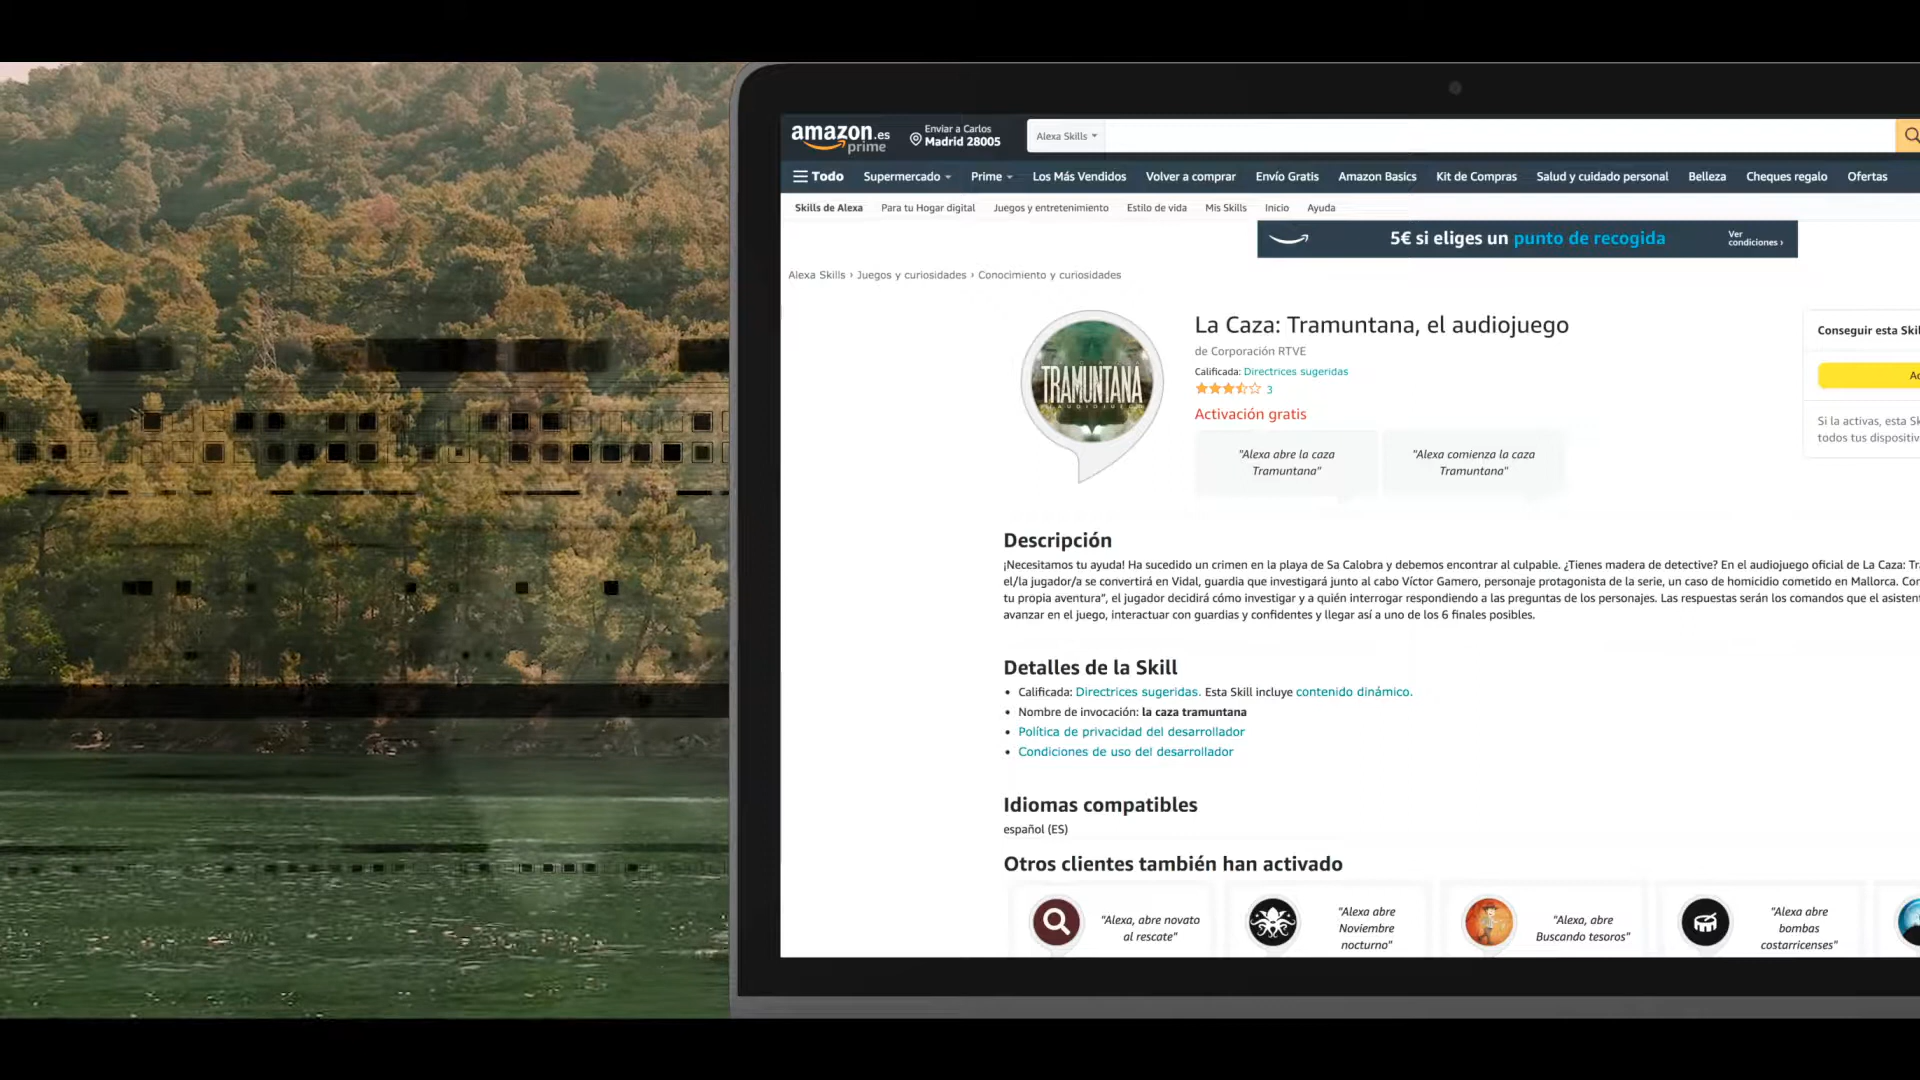 amazon.es
prime
Enviar a Carlos
Madrid 28005
Alexa Skills
Todo Supermercado Prime Los Más Vendidos Volver a comprar Envío Gratis Amazon Basics Kit de Compras Salud y cuidado personal Belleza Cheques regalo Ofertas
Skills de Alexa Para tu Hogar digital Juegos y entretenimiento Estilo de vida Mis Skills Inicio Ayuda
5€ si eliges un punto de recogida
Ver
condiciones ›
Alexa Skills › Juegos y curiosidades › Conocimiento y curiosidades
TRAMUNTANA
AUDIOJUEGO
La Caza: Tramuntana, el audiojuego
de Corporación RTVE
Calificada: Directrices sugeridas
3
Activación gratis
"Alexa abre la caza
Tramuntana"
"Alexa comienza la caza
Tramuntana"
Conseguir esta Skil
Si la activas, esta Sk
todos tus dispositiv
Descripción
¡Necesitamos tu ayuda! Ha sucedido un crimen en la playa de Sa Calobra y debemos encontrar al culpable. ¿Tienes madera de detective? En el audiojuego oficial de La Caza: Tr
el/la jugador/a se convertirá en Vidal, guardia que investigará junto al cabo Víctor Gamero, personaje protagonista de la serie, un caso de homicidio cometido en Mallorca. Con
tu propia aventura", el jugador decidirá cómo investigar y a quién interrogar respondiendo a las preguntas de los personajes. Las respuestas serán los comandos que el asistent
avanzar en el juego, interactuar con guardias y confidentes y llegar así a uno de los 6 finales posibles.
Detalles de la Skill
• Calificada: Directrices sugeridas. Esta Skill incluye contenido dinámico.
• Nombre de invocación: la caza tramuntana
• Política de privacidad del desarrollador
• Condiciones de uso del desarrollador
Idiomas compatibles
español (ES)
Otros clientes también han activado
"Alexa, abre novato
al rescate"
"Alexa abre
Noviembre
nocturno"
"Alexa, abre
Buscando tesoros"
"Alexa abre
bombas
costarricenses"